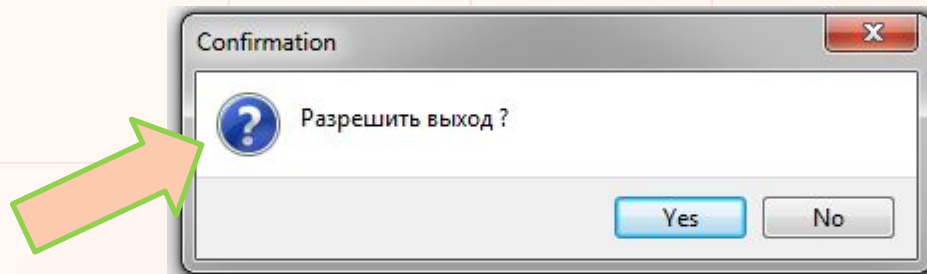 Confirmation
Разрешить выход ?
Yes No